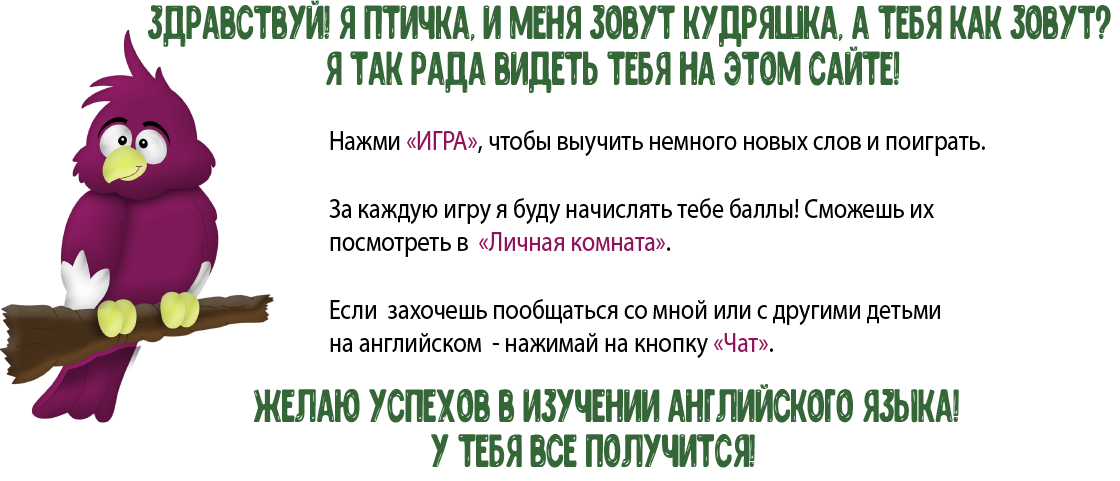 ЗДРАВСТВУЙ! Я ПТИЧКА, И МЕНЯ ЗОВУТ КУДРЯШКА, А ТЕБЯ КАК ЗОВУТ?
Я ТАК РАДА ВИДЕТЬ ТЕБЯ НА ЭТОМ САЙТЕ!
Нажми «ИГРА», чтобы выучить немного новых слов и поиграть.
За каждую игру я буду начислять тебе баллы! Сможешь их
посмотреть в «Личная комната».
Если захочешь пообщаться со мной или с другими детьми
на английском - нажимай на кнопку «Чат».
ЖЕЛАЮ УСПЕХОВ В ИЗУЧЕНИИ АНГЛИЙСКОГО ЯЗЫКА!
У ТЕБЯ ВСЕ ПОЛУЧИТСЯ!